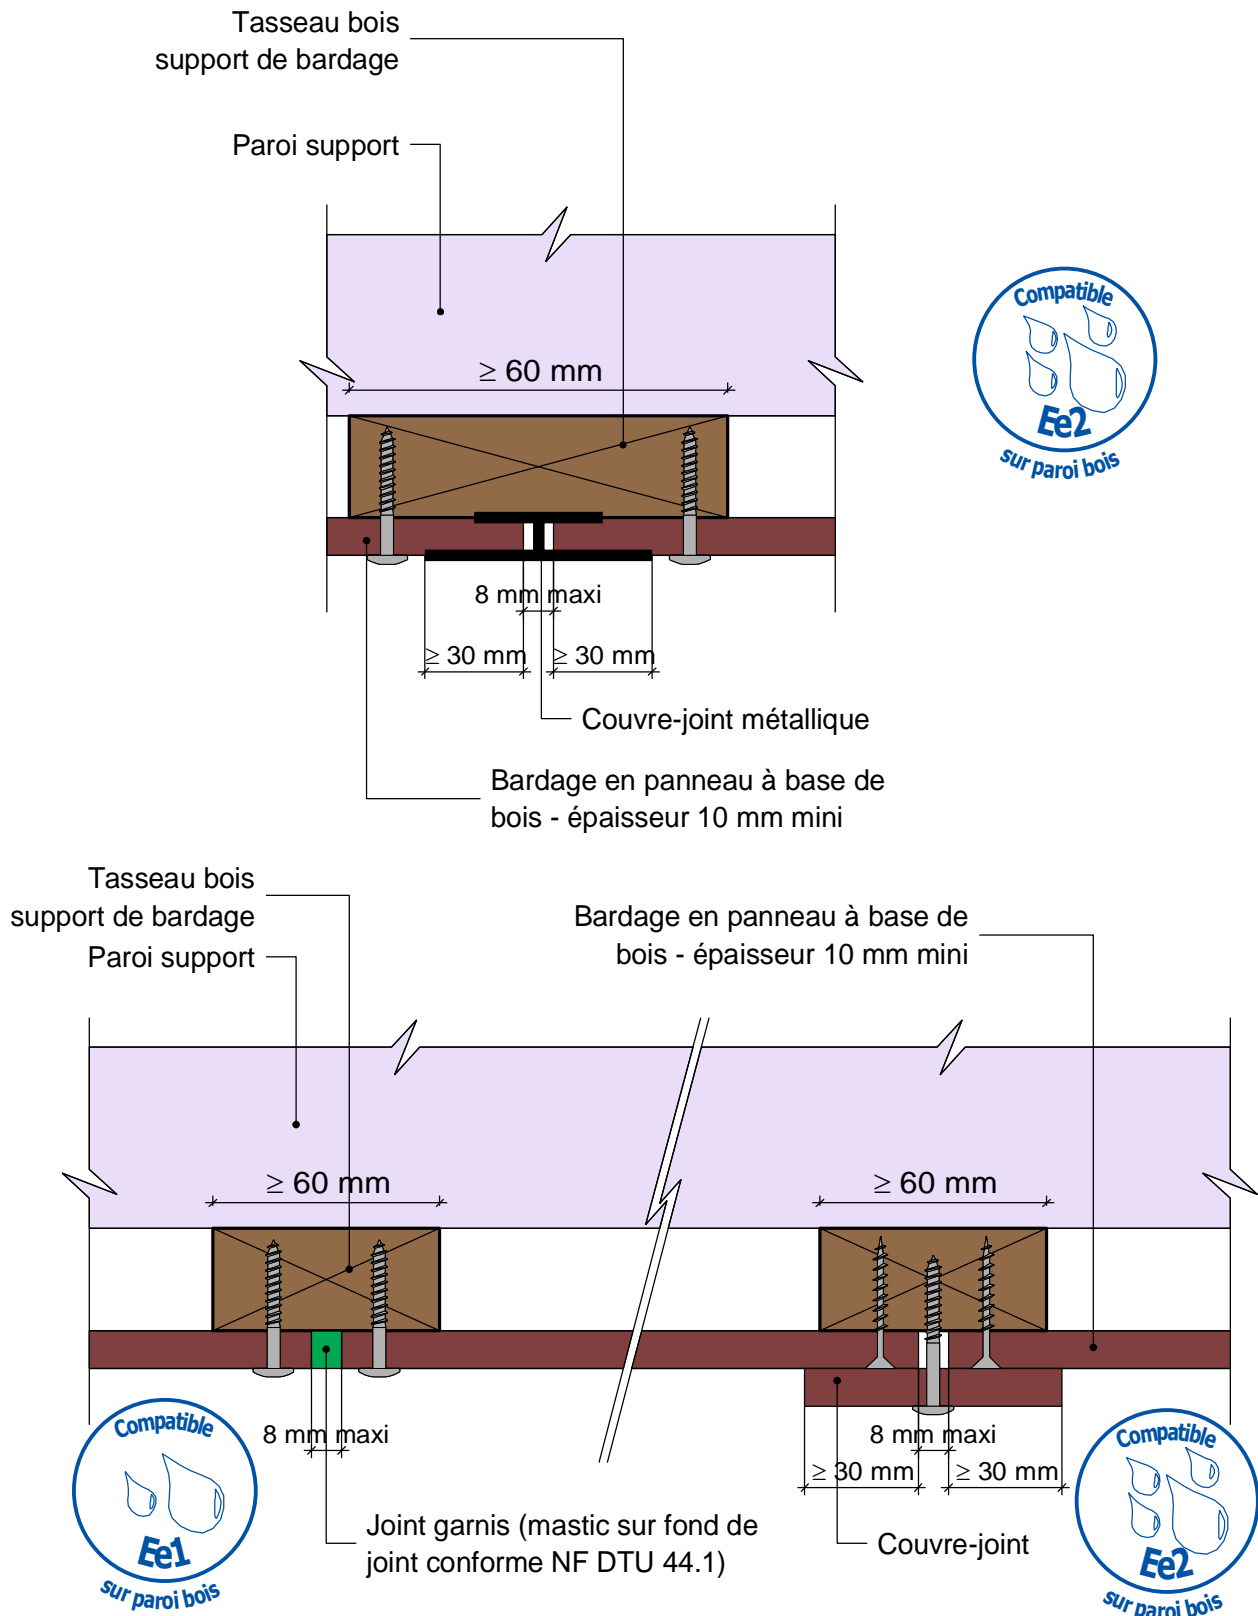 Tasseau bois
support de bardage
Paroi support
≥ 60 mm
Compatible
Ee2
sur paroi bois
8 mm maxi
≥ 30 mm
≥ 30 mm
Couvre-joint métallique
Bardage en panneau à base de
bois - épaisseur 10 mm mini
Tasseau bois
support de bardage
Paroi support
Bardage en panneau à base de
bois - épaisseur 10 mm mini
≥ 60 mm
≥ 60 mm
Compatible
Ee1
sur paroi bois
8 mm maxi
Joint garnis (mastic sur fond de
joint conforme NF DTU 44.1)
8 mm maxi
≥ 30 mm
≥ 30 mm
Couvre-joint
Compatible
Ee2
sur paroi bois